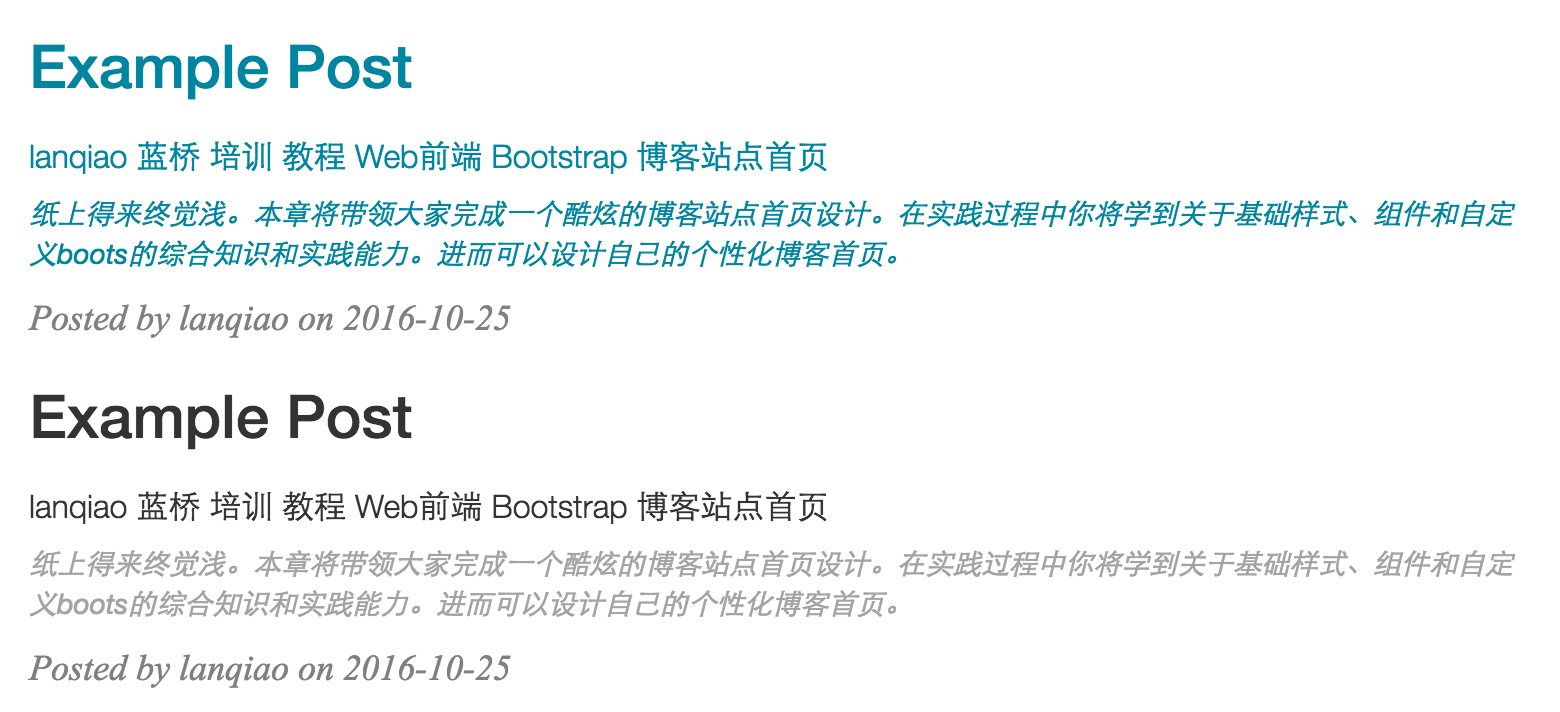 Example Post
lanqiao 蓝桥 培训 教程 Web前端 Bootstrap 博客站点首页
纸上得来终觉浅。本章将带领大家完成一个酷炫的博客站点首页设计。在实践过程中你将学到关于基础样式、组件和自定
义boots的综合知识和实践能力。进而可以设计自己的个性化博客首页。
Posted by lanqiao on 2016-10-25
Example Post
lanqiao 蓝桥 培训 教程 Web前端 Bootstrap 博客站点首页
纸上得来终觉浅。本章将带领大家完成一个酷炫的博客站点首页设计。在实践过程中你将学到关于基础样式、组件和自定
义boots的综合知识和实践能力。进而可以设计自己的个性化博客首页。
Posted by lanqiao on 2016-10-25